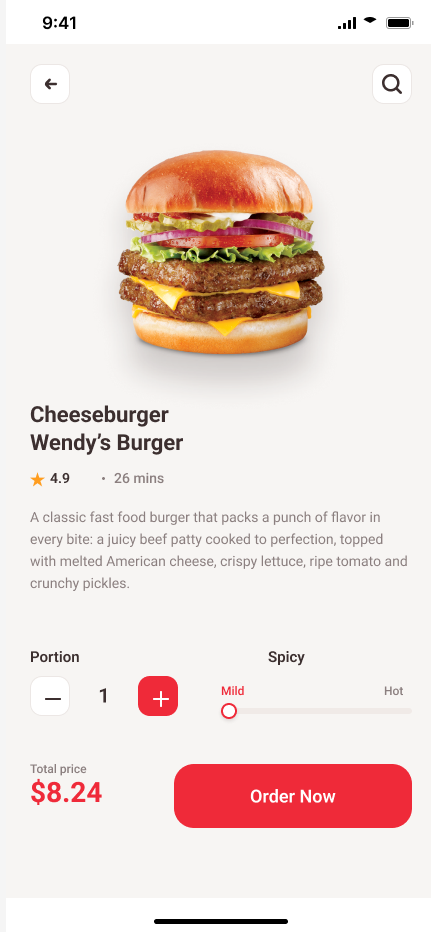 9:41
Cheeseburger
Wendy’s Burger
4.9 • 26 mins
A classic fast food burger that packs a punch of flavor in
every bite: a juicy beef patty cooked to perfection, topped
with melted American cheese, crispy lettuce, ripe tomato and
crunchy pickles.
Portion
Spicy
1
Mild
Hot
Total price
$8.24
Order Now